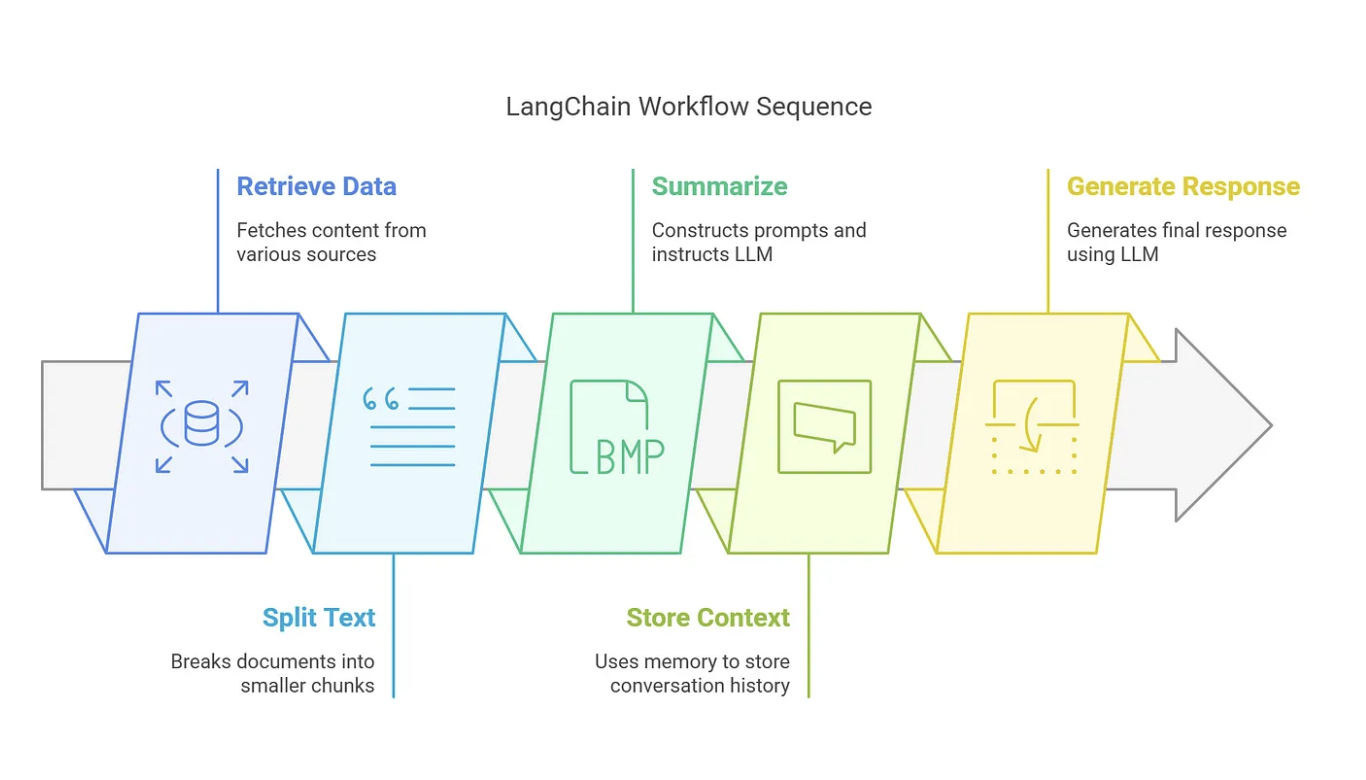 LangChain Workflow Sequence
Retrieve Data
Fetches content from
various sources
Summarize
Constructs prompts and
instructs LLM
Generate Response
Generates final response
using LLM
BMP
Split Text
Breaks documents into
smaller chunks
Store Context
Uses memory to store
conversation history